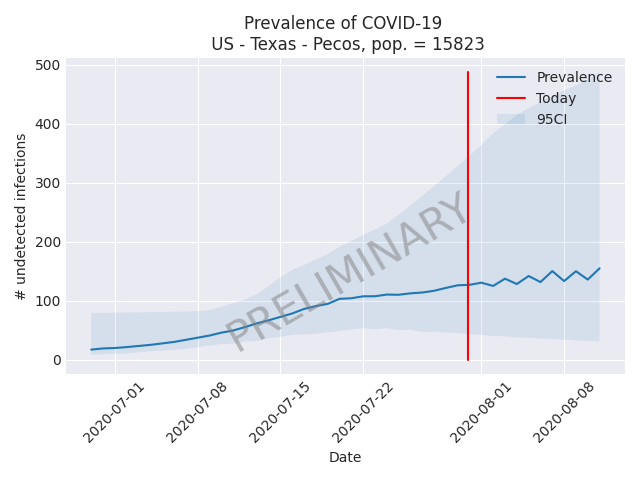 Prevalence of COVID-19
US - Texas - Pecos, pop. = 15823
500
400
300
200
100
0
# undetected infections
Prevalence
Today
95CI
PRELIMINARY
2020-07-01
2020-07-08
2020-07-15
2020-07-22
2020-08-01
2020-08-08
Date